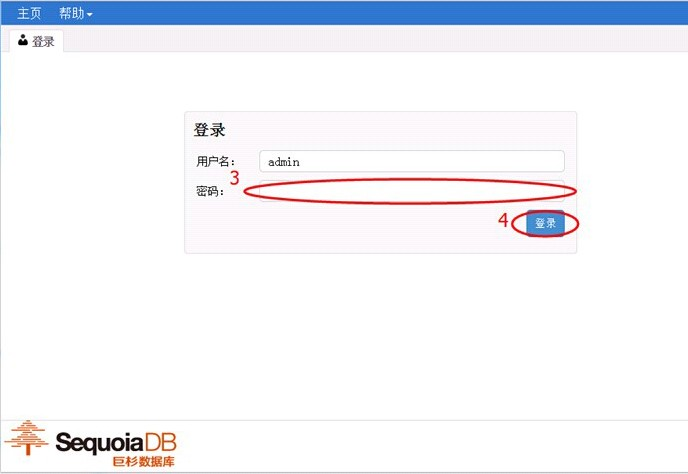 主页 帮助
登录
登录
用户名: admin
3
密码:
4 登录
SequoiaDB
巨杉数据库